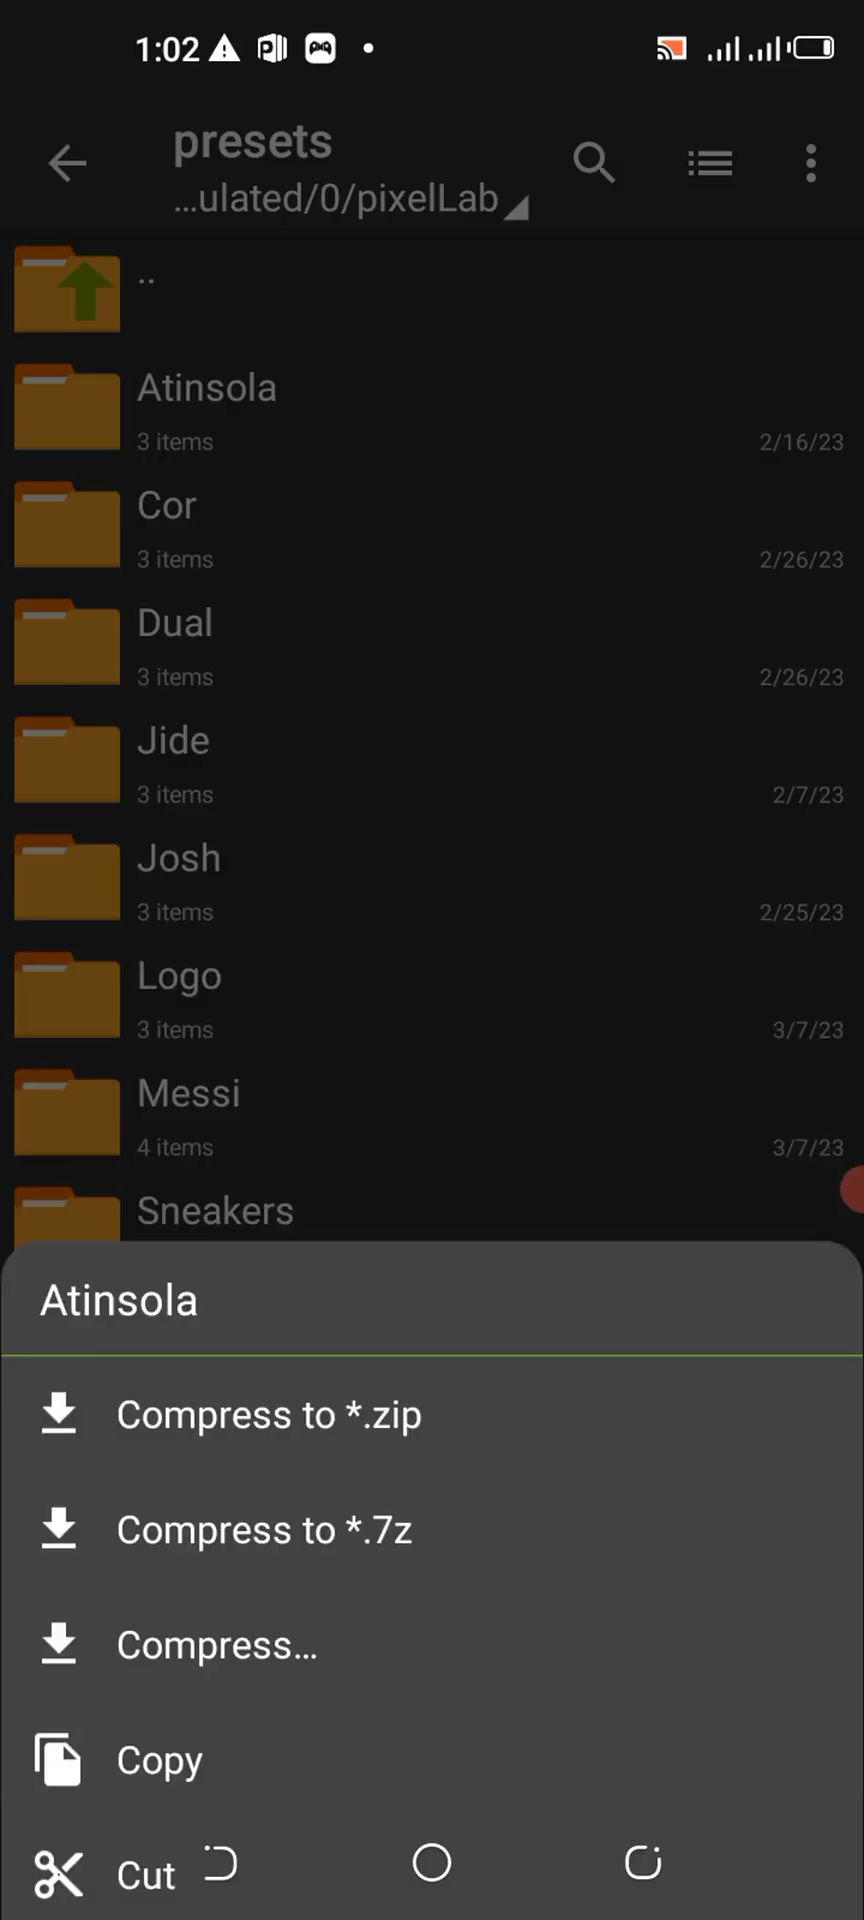 1:02
presets
...ulated/0/pixelLab
..
Atinsola
3 items
2/16/23
Cor
3 items
2/26/23
Dual
3 items
2/26/23
Jide
3 items
2/7/23
Josh
3 items
2/25/23
Logo
3 items
3/7/23
Messi
4 items
3/7/23
Sneakers
Atinsola
Compress to *.zip
Compress to *.7z
Compress...
Copy
Cut